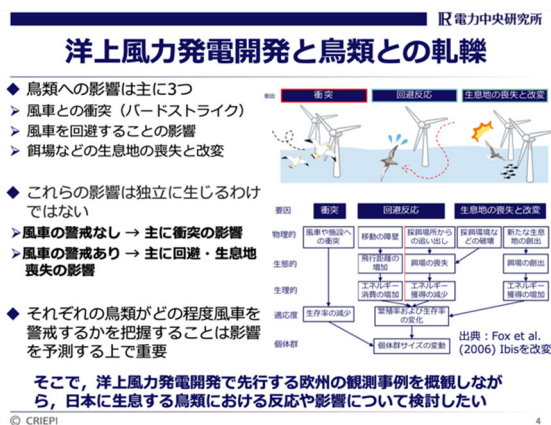 電力中央研究所
洋上風力発電開発と鳥類との軋轢
◆ 鳥類への影響は主に3つ
➢ 風車との衝突（バードストライク）
➢ 風車を回避することの影響
➢ 餌場などの生息地の喪失と改変
◆ これらの影響は独立に生じるわけ
ではない
➢風車の警戒なし → 主に衝突の影響
➢風車の警戒あり → 主に回避・生息地
喪失の影響
◆ それぞれの鳥類がどの程度風車を
警戒するかを把握することは影響
を予測する上で重要
要因 衝突 回避反応 生息地の喪失と改変
要因 衝突 回避反応 生息地の喪失と改変
物理的 風車や施設へ の衝突 移動の障壁 採餌場所から の追い出し 採餌環境な どの破壊 新たな生息 地の創出
生態的 飛行距離の 増加 餌場の喪失 餌場の創出
生理的 エネルギー 消費の増加 エネルギー 獲得の減少 エネルギー 獲得の増加
適応度 生存率の減少 繁殖率および生存率 の変化
個体群 個体群サイズの変動
出典：Fox et al.
(2006) Ibisを改変
そこで，洋上風力発電開発で先行する欧州の観測事例を概観しなが
ら，日本に生息する鳥類における反応や影響について検討したい
© CRIEPI
4